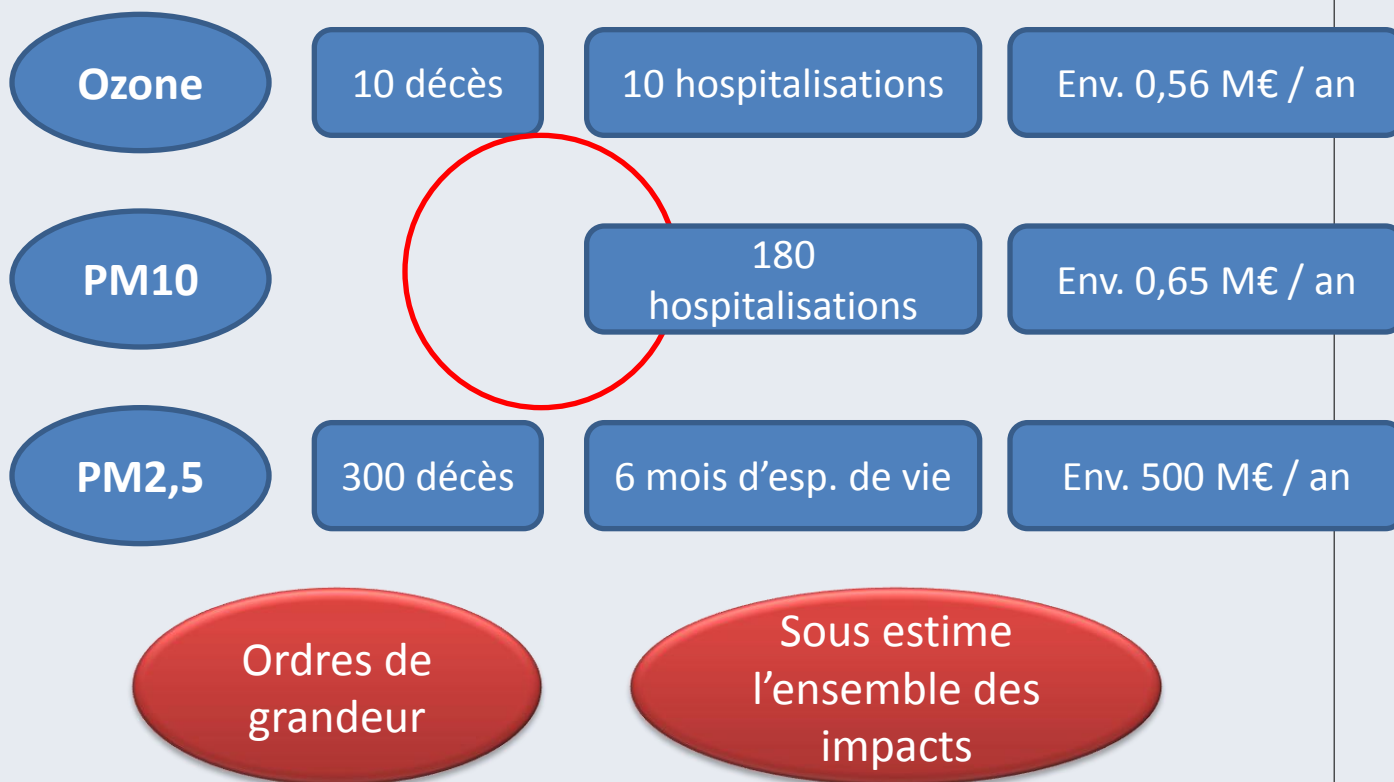 Ozone
10 décès
10 hospitalisations
Env. 0,56 M€ / an
PM10
180
hospitalisations
Env. 0,65 M€ / an
PM2,5
300 décès
6 mois d’esp. de vie
Env. 500 M€ / an
Ordres de
grandeur
Sous estime
l’ensemble des
impacts